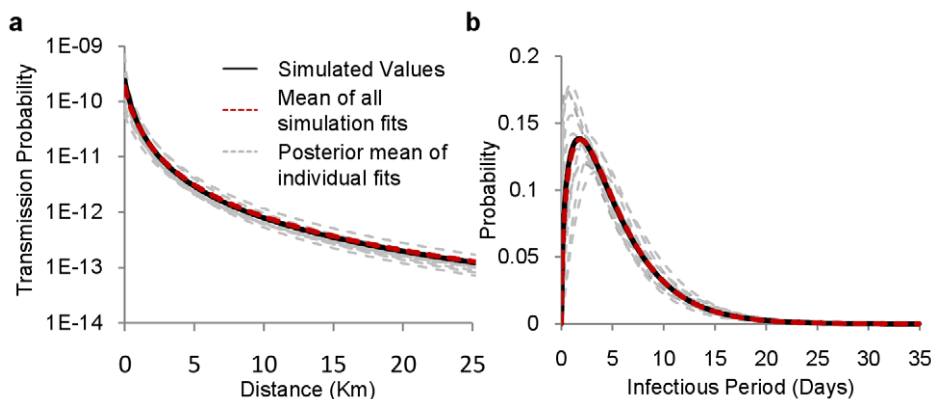 a
1E-09
1E-10
1E-11
1E-12
1E-13
1E-14
Transmission Probability
0 5 10 15 20 25
Distance (Km)
Simulated Values
Mean of all
simulation fits
Posterior mean of
individual fits
b
0.2
0.15
0.1
0.05
0
Probability
0 5 10 15 20 25 30 35
Infectious Period (Days)